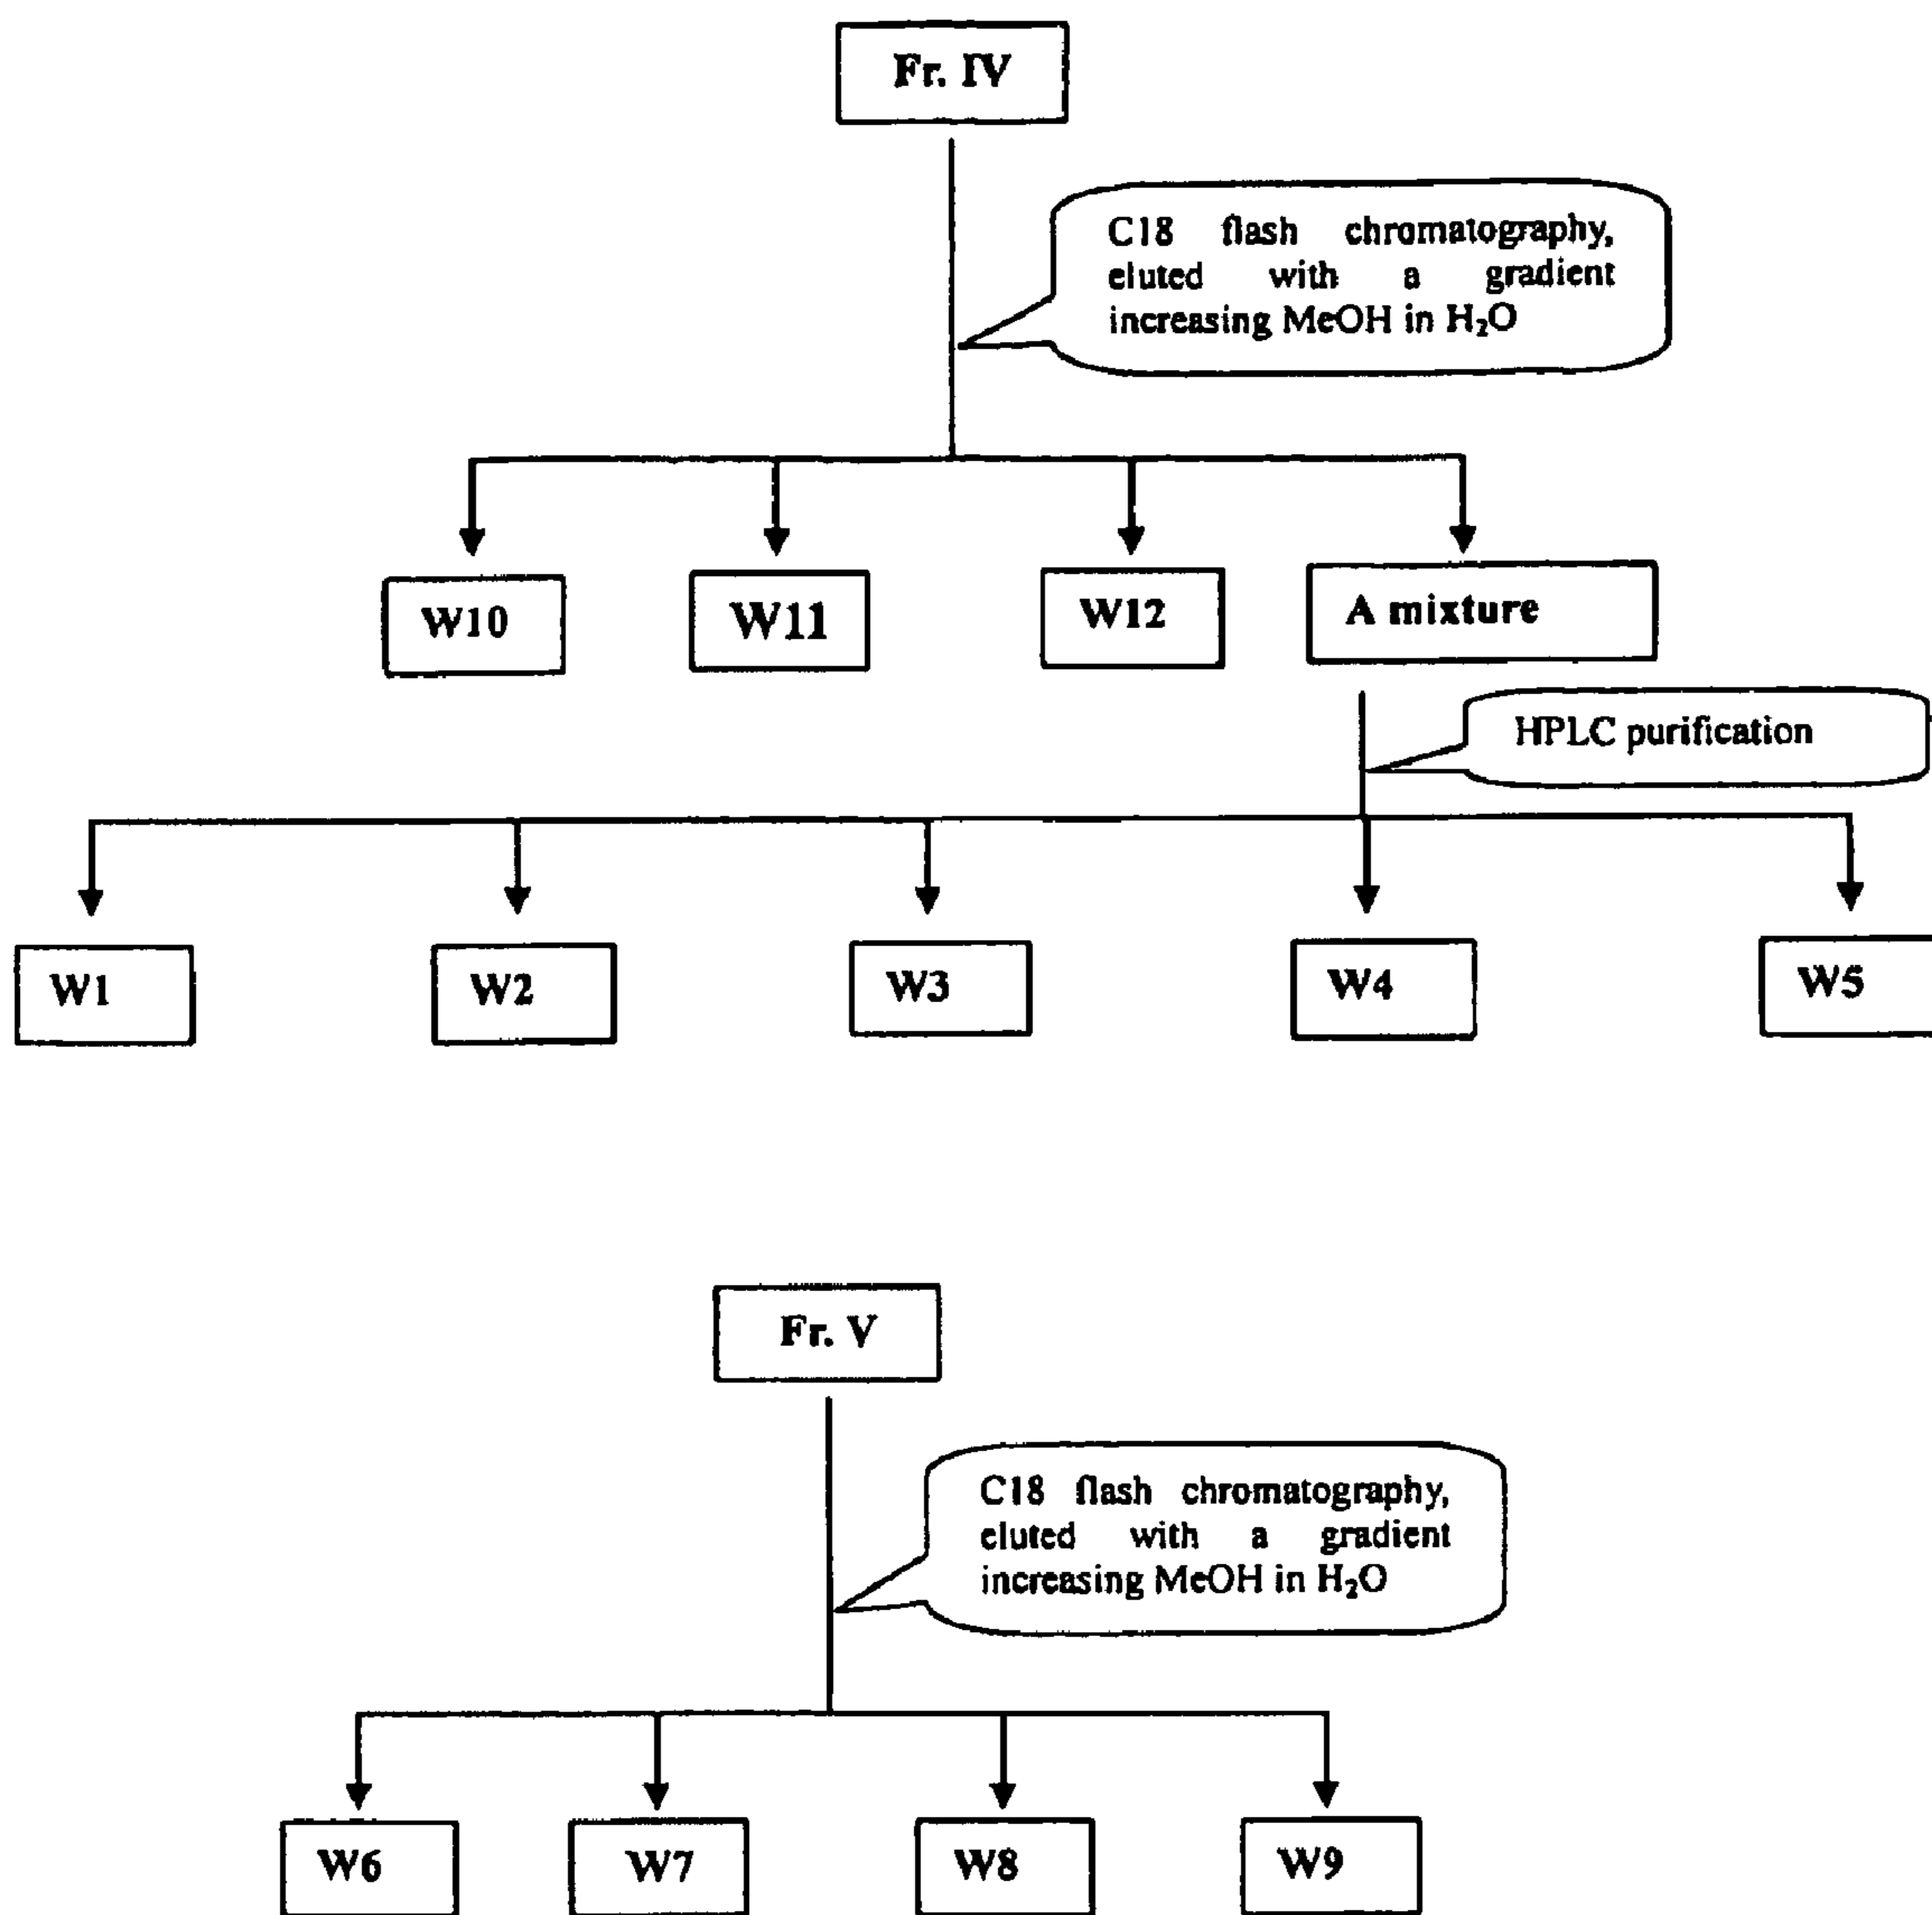 Fr. IV
C18 flash chromatography,
eluted with a gradient
increasing MeOH in H₂O
W10
W11
W12
A mixture
HPLC purification
W1
W2
W3
W4
W5
Fr. V
C18 flash chromatography,
eluted with a gradient
increasing MeOH in H₂O
W6
W7
W8
W9